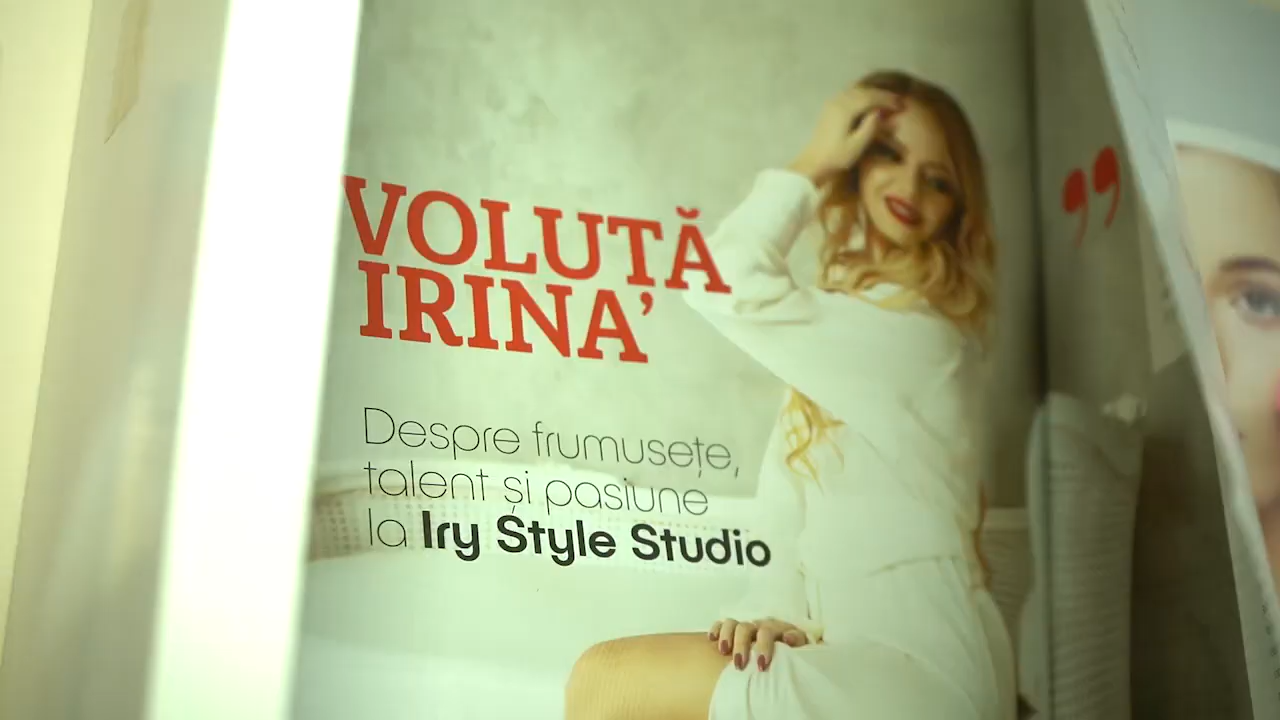 VOLUȚĂ
IRINA’
Despre frumusețe,
talent și pasiune
la Iry Style Studio
”